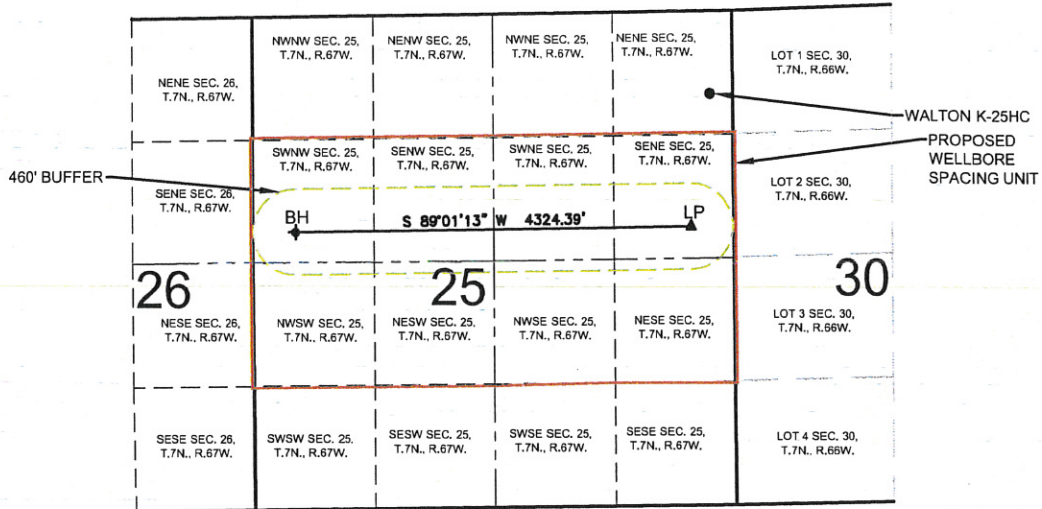 NWNW SEC. 25,
T.7N., R.67W.
NENW SEC. 25,
T.7N., R.67W.
NWNE SEC. 25,
T.7N., R.67W.
NENE SEC. 25,
T.7N., R.67W.
LOT 1 SEC. 30,
T.7N., R.66W.
NENE SEC. 26,
T.7N., R.67W.
WALTON K-25HC
PROPOSED
WELLBORE
SPACING UNIT
SWNW SEC. 25,
T.7N., R.67W.
SENW SEC. 25,
T.7N., R.67W.
SWNE SEC. 25,
T.7N., R.67W.
SENE SEC. 25,
T.7N., R.67W.
460' BUFFER
SENE SEC. 26,
T.7N., R.67W.
LOT 2 SEC. 30,
T.7N., R.66W.
BH
S 89°01'13" W 4324.39'
LP
26
25
30
NESE SEC. 26,
T.7N., R.67W.
NWSW SEC. 25,
T.7N., R.67W.
NESW SEC. 25,
T.7N., R.67W.
NWSE SEC. 25,
T.7N., R.67W.
NESE SEC. 25,
T.7N., R.67W.
LOT 3 SEC. 30,
T.7N., R.66W.
SESE SEC. 26,
T.7N., R.67W.
SWSW SEC. 25,
T.7N., R.67W.
SESW SEC. 25,
T.7N., R.67W.
SWSE SEC. 25,
T.7N., R.67W.
SESE SEC. 25,
T.7N., R.67W.
LOT 4 SEC. 30,
T.7N., R.66W.